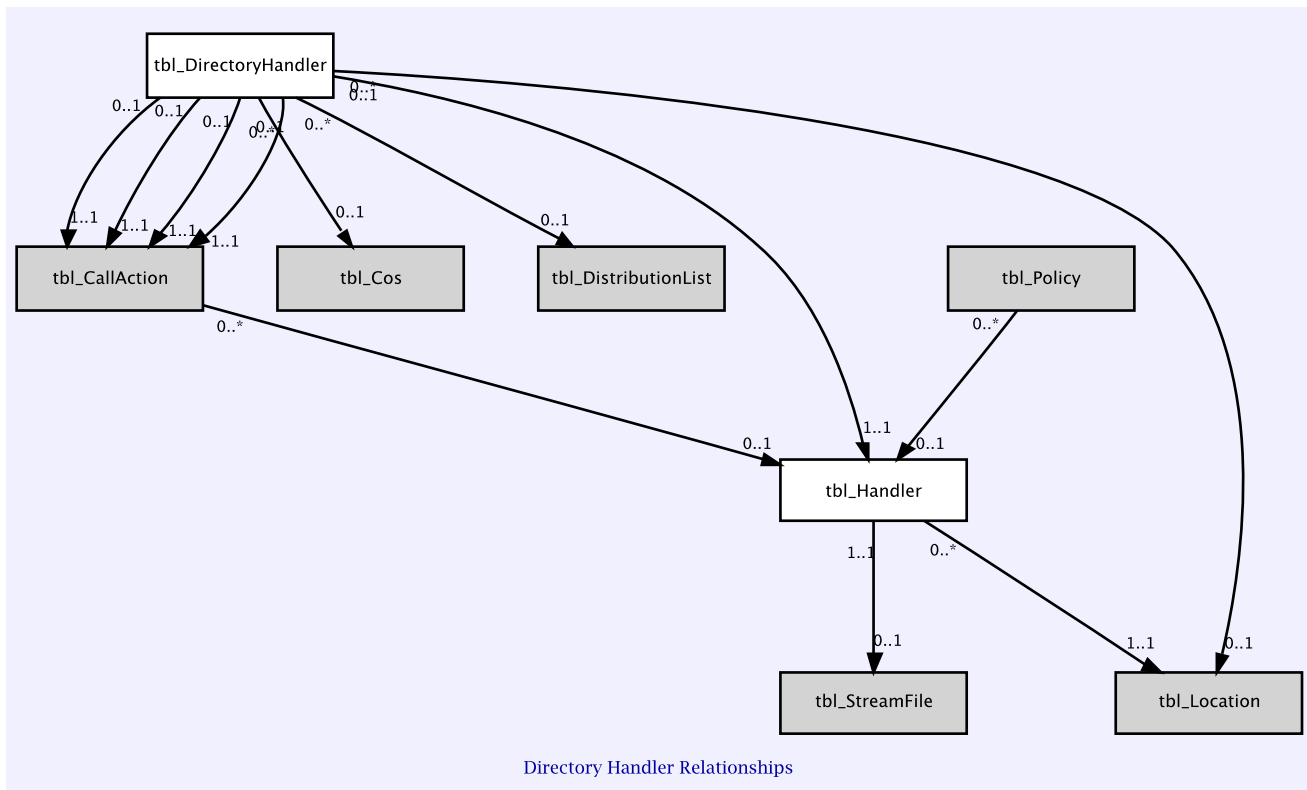 tbl_DirectoryHandler
0..*
0..1
0..1
0..1
0..1
0..*
0..1
0..*
1..1
1..1
1..1
1..1
0..1
0..1
tbl_CallAction
tbl_Cos
tbl_DistributionList
tbl_Policy
0..*
0..*
0..1
1..1
0..1
tbl_Handler
1..1
0..*
0..1
1..1
0..1
tbl_StreamFile
tbl_Location
Directory Handler Relationships